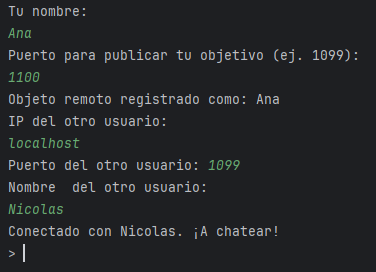 Tu nombre:
Ana
Puerto para publicar tu objetivo (ej. 1099):
1100
Objeto remoto registrado como: Ana
IP del otro usuario:
localhost
Puerto del otro usuario: 1099
Nombre  del otro usuario:
Nicolas
Conectado con Nicolas. ¡A chatear!
>